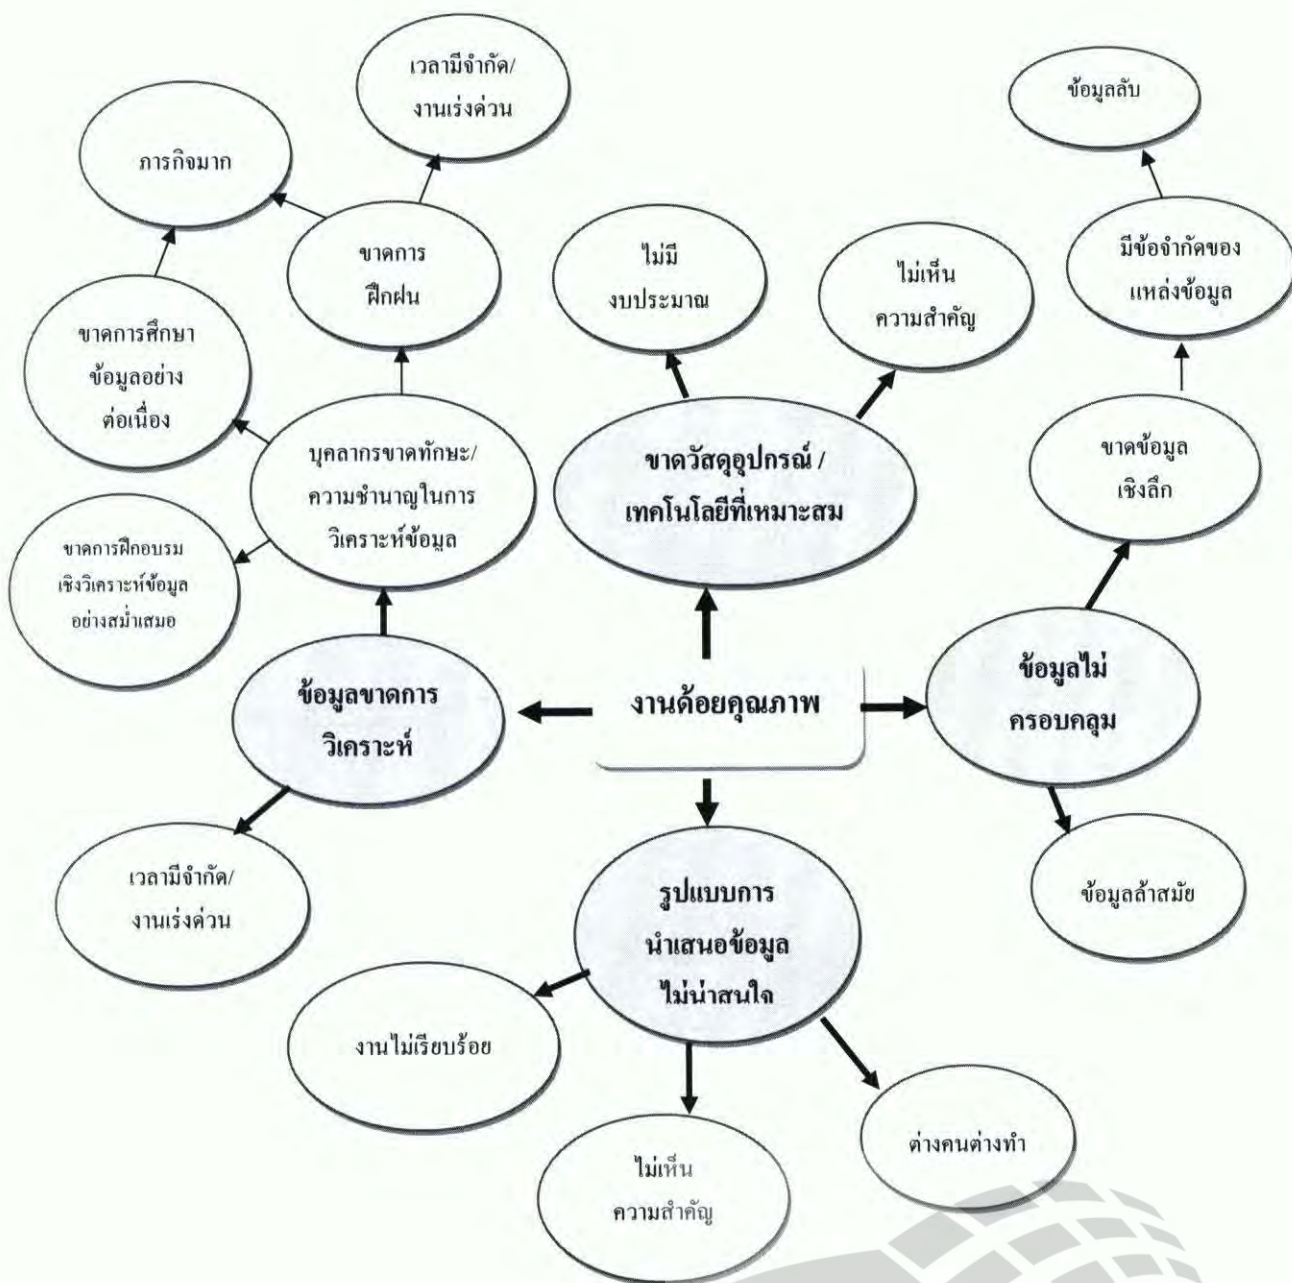 เวลามีจำกัด/
งานเร่งด่วน
ข้อมูลลับ
ภารกิจมาก
ขาดการ
ฝึกฝน
ไม่มี
งบประมาณ
ไม่เห็น
ความสำคัญ
มีข้อจำกัดของ
แหล่งข้อมูล
ขาดการศึกษา
ข้อมูลอย่าง
ต่อเนื่อง
บุคลากรขาดทักษะ/
ความชำนาญในการ
วิเคราะห์ข้อมูล
ขาดวัสดุอุปกรณ์ /
เทคโนโลยีที่เหมาะสม
ขาดข้อมูล
เชิงลึก
ขาดการฝึกอบรม
เชิงวิเคราะห์ข้อมูล
อย่างสม่ำเสมอ
ข้อมูลขาดการ
วิเคราะห์
งานด้อยคุณภาพ
ข้อมูลไม่
ครอบคลุม
เวลามีจำกัด/
งานเร่งด่วน
รูปแบบการ
นำเสนอข้อมูล
ไม่น่าสนใจ
ข้อมูลล้าสมัย
งานไม่เรียบร้อย
ไม่เห็น
ความสำคัญ
ต่างคนต่างทำ